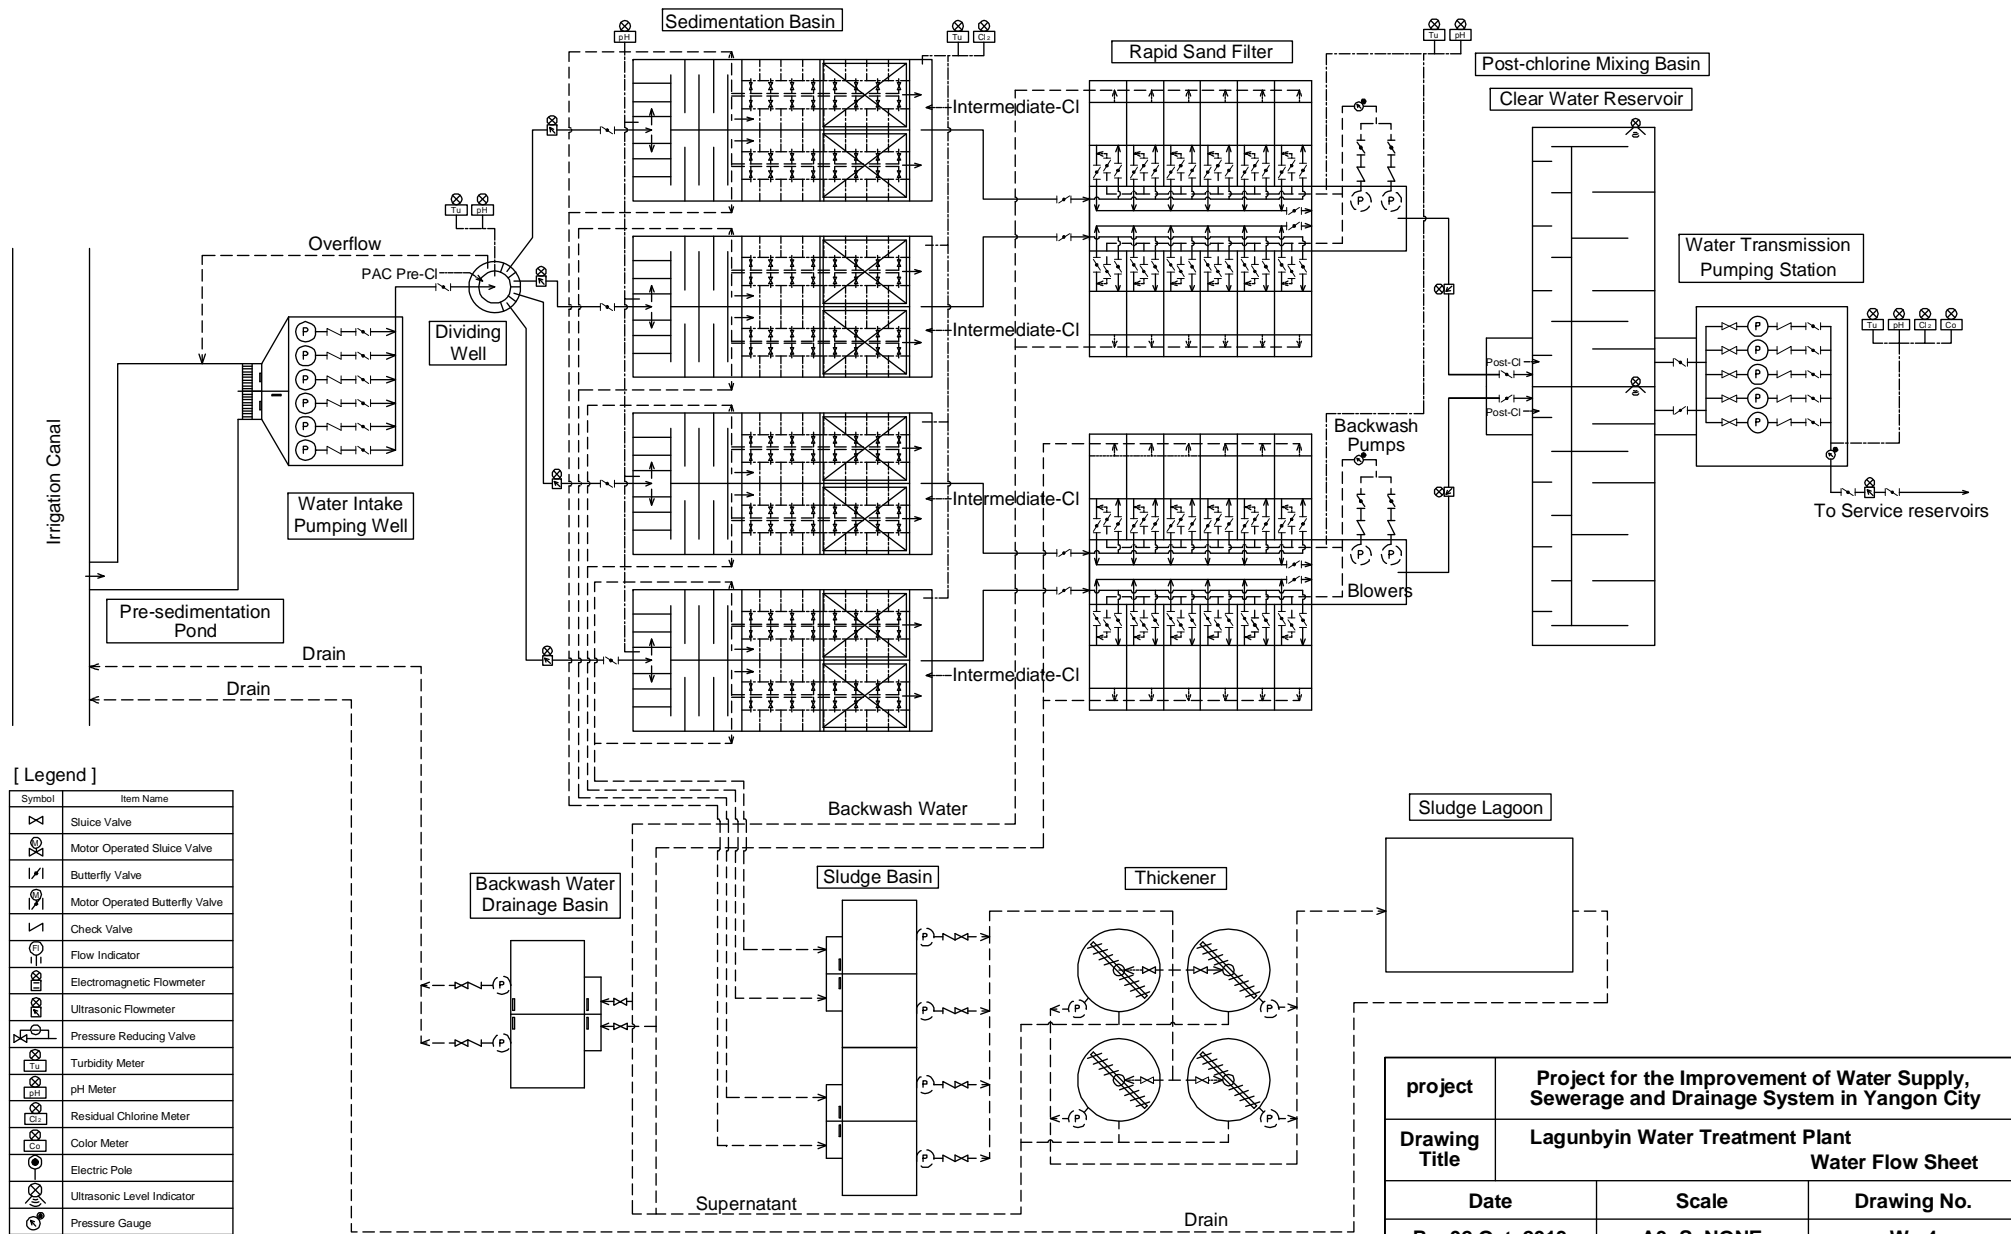 Sedimentation Basin
pH
Tu
Cl2
Tu
pH
Rapid Sand Filter
Post-chlorine Mixing Basin
Clear Water Reservoir
Intermediate-Cl
Tu
pH
P
P
Water Transmission
Pumping Station
Overflow
PAC Pre-Cl
Dividing
Well
Intermediate-Cl
Tu
pH
Cl2
Co
P
P
P
P
P
P
P
P
P
P
P
Post-Cl
Post-Cl
Irrigation Canal
Water Intake
Pumping Well
Intermediate-Cl
Backwash
Pumps
To Service reservoirs
P
P
Blowers
Pre-sedimentation
Pond
Drain
Intermediate-Cl
Drain
[ Legend ]
Symbol
Item Name
Sluice Valve
M
Motor Operated Sluice Valve
Butterfly Valve
M
Motor Operated Butterfly Valve
Check Valve
FI
Flow Indicator
Electromagnetic Flowmeter
Ultrasonic Flowmeter
Pressure Reducing Valve
Tu
Turbidity Meter
pH
pH Meter
Cl2
Residual Chlorine Meter
Co
Color Meter
Electric Pole
Ultrasonic Level Indicator
Pressure Gauge
Backwash Water
Sludge Lagoon
Backwash Water
Drainage Basin
Sludge Basin
Thickener
P
P
P
P
P
P
P
P
P
P
Supernatant
Drain
project
Project for the Improvement of Water Supply,
Sewerage and Drainage System in Yangon City
Drawing
Title
Lagunbyin Water Treatment Plant
Water Flow Sheet
Date
Scale
Drawing No.